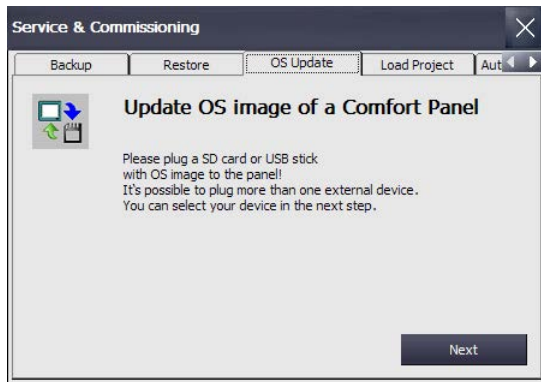 Service & Commissioning
Backup
Restore
OS Update
Load Project
Aut
Update OS image of a Comfort Panel
Please plug a SD card or USB stick
with OS image to the panel!
It's possible to plug more than one external device.
You can select your device in the next step.
Next